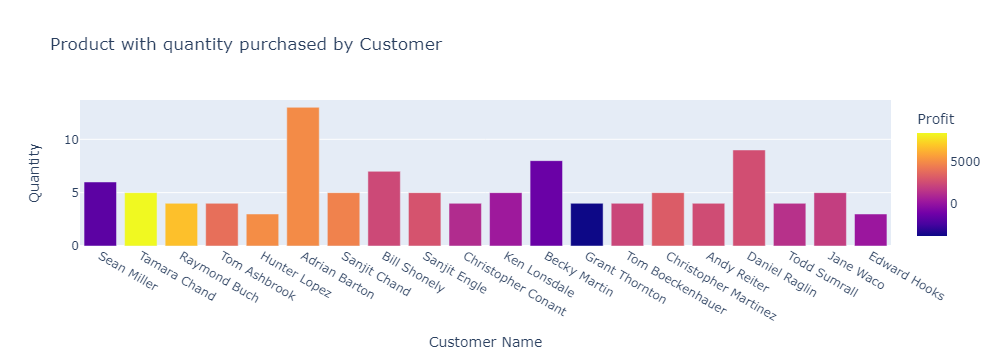 Product with quantity purchased by Customer
Profit
5000
0
Quantity
10
5
0
Sean Miller
Tamara Chand
Raymond Buch
Tom Ashbrook
Hunter Lopez
Adrian Barton
Sanjit Chand
Bill Shonely
Sanjit Engle
Christopher Conant
Ken Lonsdale
Becky Martin
Grant Thornton
Tom Boeckenhauer
Christopher Martinez
Andy Reiter
Daniel Raglin
Todd Sumrall
Jane Waco
Edward Hooks
Customer Name